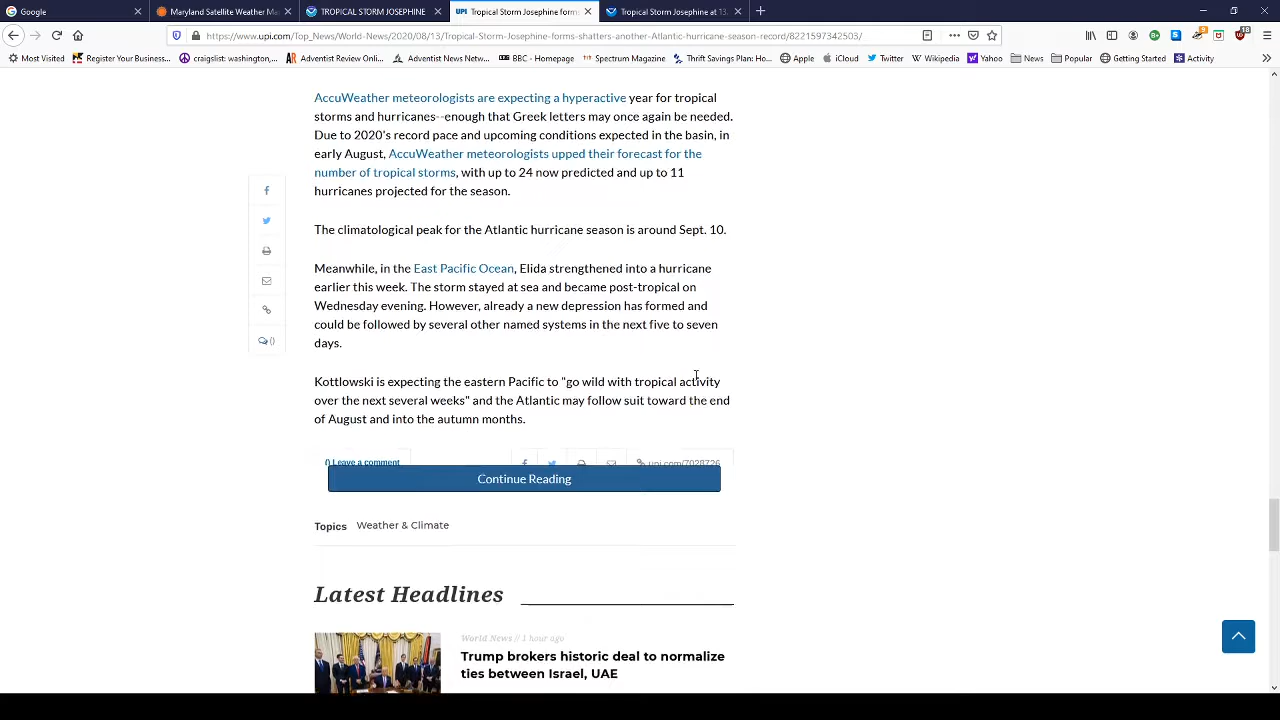 Google
Maryland Satellite Weather Ma
TROPICAL STORM JOSEPHINE
UPI Tropical Storm Josephine form
Tropical Storm Josephine at 13.
https://www.upi.com/Top_News/World-News/2020/08/13/Tropical-Storm-Josephine-forms-shatters-another-Atlantic-hurricane-season-record/8221597342503/
Most Visited Register Your Business... craigslist: washington... AR Adventist Review Onli... Adventist News Netw... BBC - Homepage Spectrum Magazine Thrift Savings Plan: Ho... Apple iCloud Twitter Wikipedia Yahoo News Popular Getting Started Activity
AccuWeather meteorologists are expecting a hyperactive year for tropical
storms and hurricanes--enough that Greek letters may once again be needed.
Due to 2020's record pace and upcoming conditions expected in the basin, in
early August, AccuWeather meteorologists upped their forecast for the
number of tropical storms, with up to 24 now predicted and up to 11
hurricanes projected for the season.
The climatological peak for the Atlantic hurricane season is around Sept. 10.
Meanwhile, in the East Pacific Ocean, Elida strengthened into a hurricane
earlier this week. The storm stayed at sea and became post-tropical on
Wednesday evening. However, already a new depression has formed and
could be followed by several other named systems in the next five to seven
days.
()
Kottlowski is expecting the eastern Pacific to "go wild with tropical activity
over the next several weeks" and the Atlantic may follow suit toward the end
of August and into the autumn months.
() Leave a comment
upi.com/7028726
Continue Reading
Topics Weather & Climate
Latest Headlines
World News // 1 hour ago
Trump brokers historic deal to normalize
ties between Israel, UAE